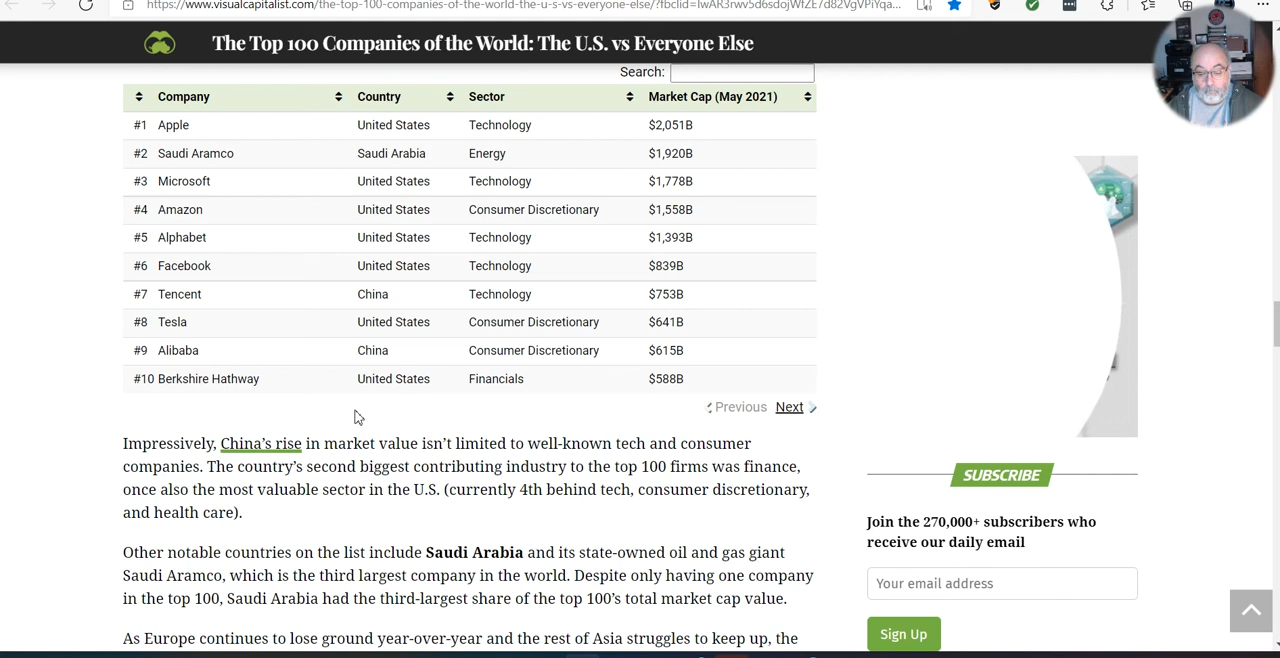 https://www.visualcapitalist.com/the-top-100-companies-of-the-world-the-u-s-vs-everyone-else/?fbclid=IwAR3rwv5d6sdojWfZE7d82VgVPiYqa...
The Top 100 Companies of the World: The U.S. vs Everyone Else
Search:
Company Country Sector Market Cap (May 2021)
#1 Apple United States Technology $2,051B
#2 Saudi Aramco Saudi Arabia Energy $1,920B
#3 Microsoft United States Technology $1,778B
#4 Amazon United States Consumer Discretionary $1,558B
#5 Alphabet United States Technology $1,393B
#6 Facebook United States Technology $839B
#7 Tencent China Technology $753B
#8 Tesla United States Consumer Discretionary $641B
#9 Alibaba China Consumer Discretionary $615B
#10 Berkshire Hathway United States Financials $588B
Previous Next
Impressively, China's rise in market value isn't limited to well-known tech and consumer
companies. The country's second biggest contributing industry to the top 100 firms was finance,
once also the most valuable sector in the U.S. (currently 4th behind tech, consumer discretionary,
and health care).
Other notable countries on the list include Saudi Arabia and its state-owned oil and gas giant
Saudi Aramco, which is the third largest company in the world. Despite only having one company
in the top 100, Saudi Arabia had the third-largest share of the top 100's total market cap value.
As Europe continues to lose ground year-over-year and the rest of Asia struggles to keep up, the
SUBSCRIBE
Join the 270,000+ subscribers who
receive our daily email
Your email address
Sign Up